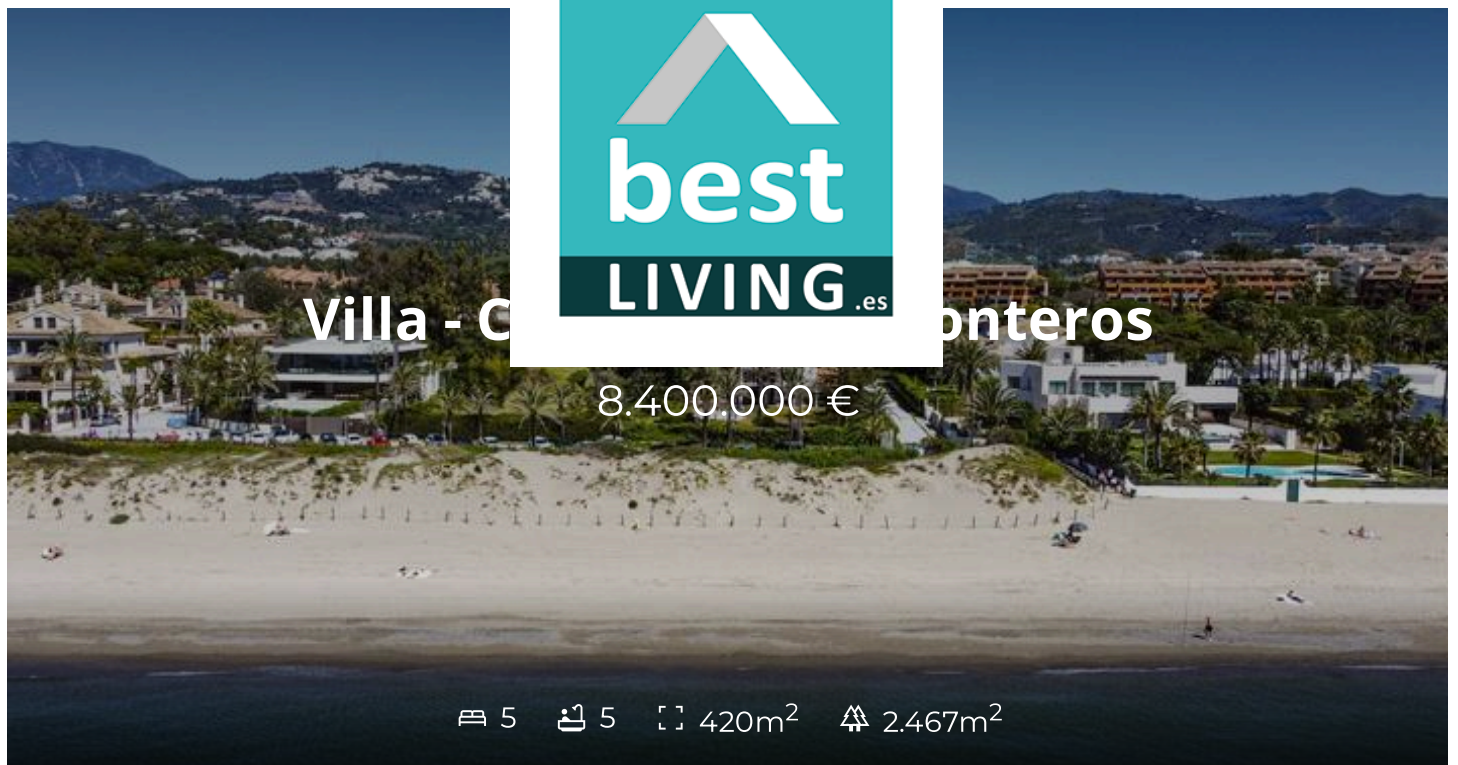 best
LIVING.es
Villa - C onteros
8.400.000 €
5 5 420m² 2.467m²